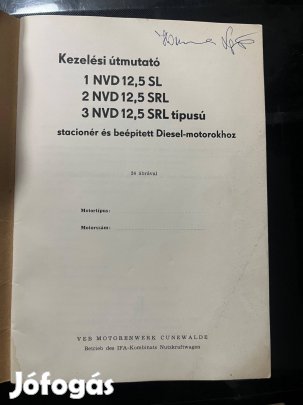 Kezelési útmutató
1 NVD 12,5 SL
2 NVD 12,5 SRL
3 NVD 12,5 SRL típusú
stacionér és beépített Diesel-motorokhoz
26 ábrával
Motortípus:
Motorszám:
VEB MOTORENWERK CUNEWALDE
Betrieb des IFA-Kombinats Nutzkraftwagen
Jófogás